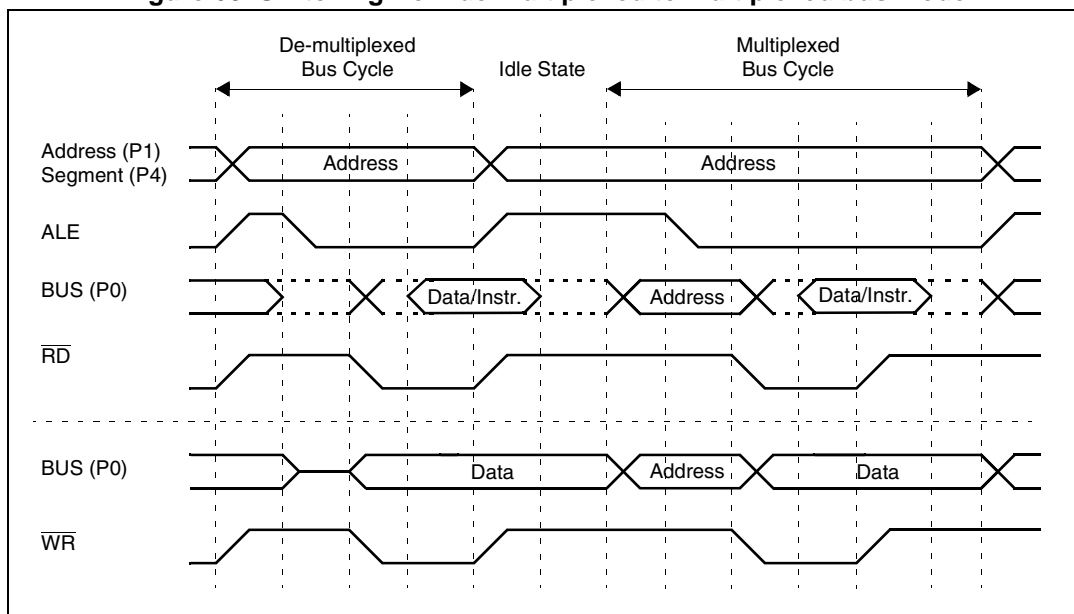 De-multiplexed
Bus Cycle
Idle State
Multiplexed
Bus Cycle
Address (P1)
Segment (P4)
Address
Address
ALE
BUS (P0)
Data/Instr.
Address
Data/Instr.
RD
BUS (P0)
Data
Address
Data
WR